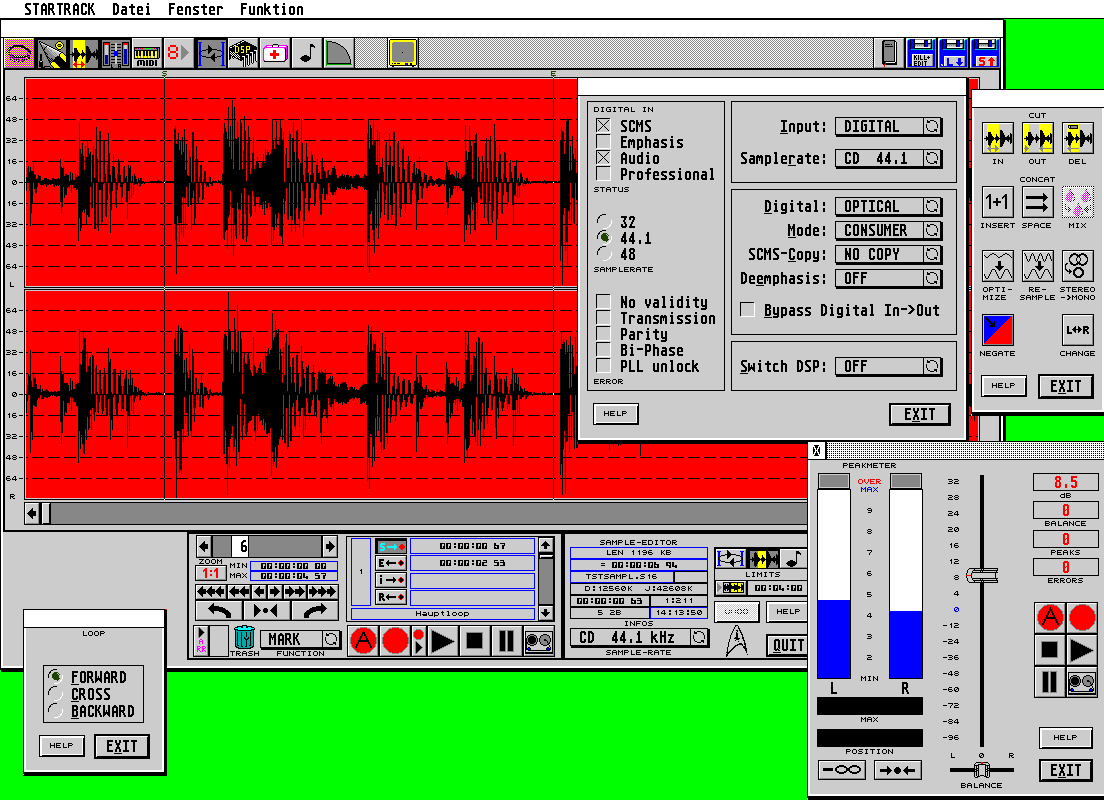 STARTRACK Datei Fenster Funktion
MIDI
8
DSP
KILL+ EDIT
L
S
S
E
64
48
32
16
0
16
32
48
64
L
64
48
32
16
0
16
32
48
64
R
DIGITAL IN
SCMS
Emphasis
Audio
Professional
STATUS
32
44.1
48
SAMPLERATE
No validity
Transmission
Parity
Bi-Phase
PLL unlock
ERROR
HELP
Input: DIGITAL
Samplerate: CD 44.1
Digital: OPTICAL
Mode: CONSUMER
SCMS-Copy: NO COPY
Deemphasis: OFF
Bypass Digital In->Out
Switch DSP: OFF
EXIT
CUT
IN OUT DEL
CONCAT
1+1
INSERT SPACE MIX
OPTI-MIZE RE-SAMPLE STEREO ->MONO
L↔R
NEGATE CHANGE
HELP EXIT
6
ZOOM
1:1
MIN 00:00:00 00
MAX 00:00:04 57
ARR
TRASH
MARK
FUNCTION
1
S→ 00:00:00 67
E← 00:00:02 53
i→
R←
Hauptloop
A
SAMPLE-EDITOR
LEN 1196 KB
= 00:00:06 94
TSTSAMPL.S16
D:12560K J:42608K
00:00:00 63 1:211
S 2B 14:13:50
INFOS
CD 44.1 kHz
SAMPLE-RATE
LIMITS
00:04:00
HELP
QUIT
LOOP
FORWARD
CROSS
BACKWARD
HELP EXIT
PEAKMETER
OVER
MAX
9
8
7
6
5
4
3
2
MIN
L R
MAX
POSITION
32
28
24
20
16
12
8
4
0
-12
-24
-36
-48
-60
-72
-84
-96
L 0 R
BALANCE
8.5
dB
0
BALANCE
0
PEAKS
0
ERRORS
A
HELP
EXIT